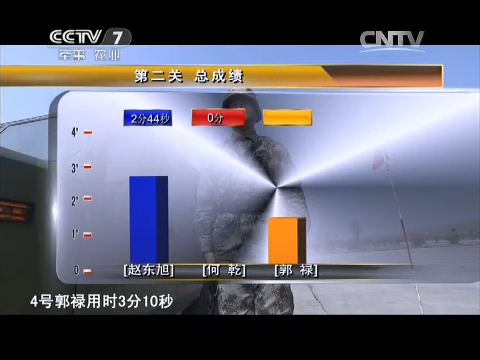 CCTV 7
军事 农业
CNTV
第二关 总成绩
2分44秒 0分
4'
3'
2'
1'
0
[赵东旭] [何 乾] [郭 禄]
4号郭禄用时3分10秒